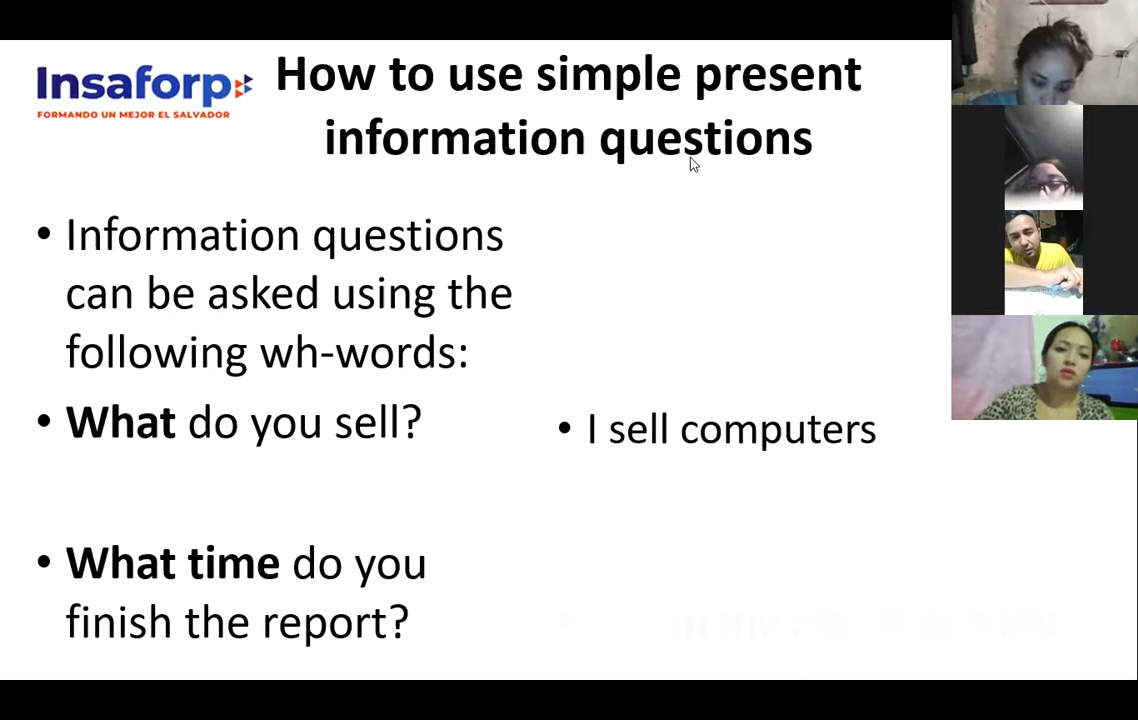 Insaforp
FORMANDO UN MEJOR EL SALVADOR
How to use simple present
information questions
• Information questions
can be asked using the
following wh-words:
• What do you sell?
• I sell computers
• What time do you
finish the report?